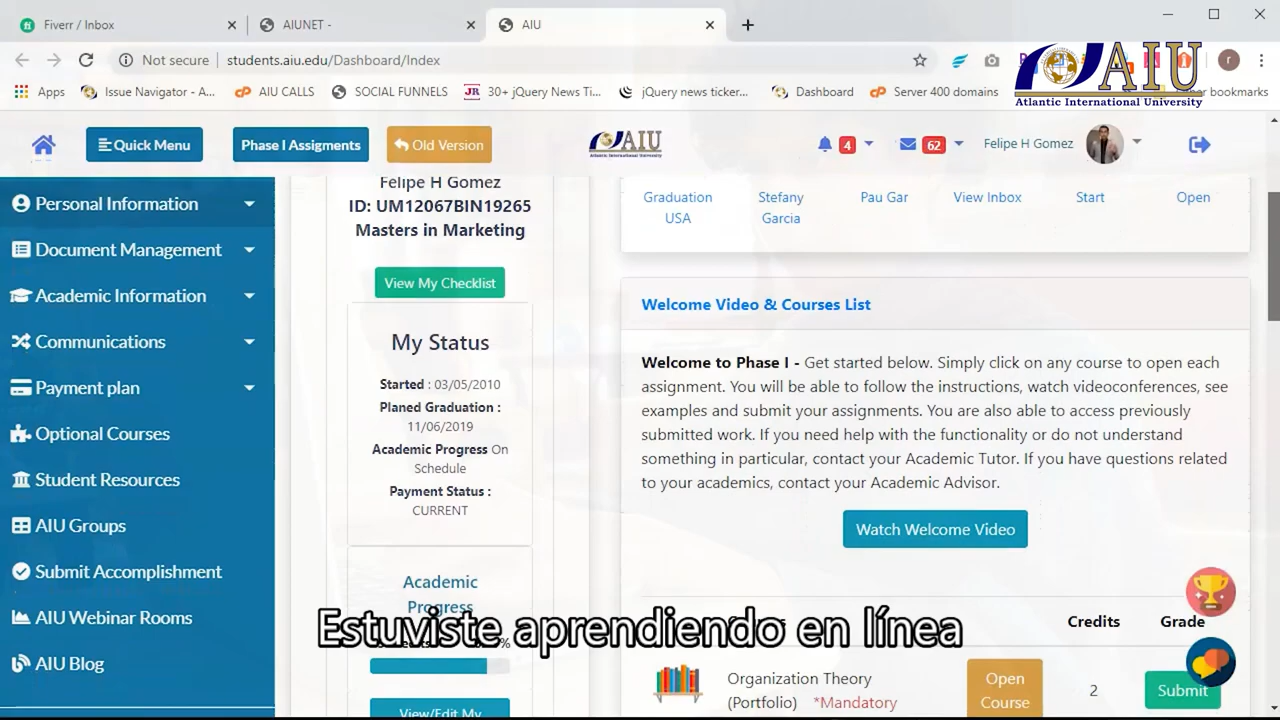 Fiverr / Inbox
AIUNET -
AIU
Not secure
students.aiu.edu/Dashboard/Index
Apps
Issue Navigator - A...
AIU CALLS
SOCIAL FUNNELS
JR
30+ jQuery News Ti...
jQuery news ticker...
Dashboard
Server 400 domains
bookmarks
AIU
Atlantic International University
Quick Menu
Phase I Assigments
Old Version
AIU
Atlantic International University
4
62
Felipe H Gomez
Personal Information
Document Management
Academic Information
Communications
Payment plan
Optional Courses
Student Resources
AIU Groups
Submit Accomplishment
AIU Webinar Rooms
AIU Blog
Felipe H Gomez
ID: UM12067BIN19265
Masters in Marketing
View My Checklist
My Status
Started : 03/05/2010
Planed Graduation :
11/06/2019
Academic Progress On
Schedule
Payment Status :
CURRENT
Academic
Progress
View/Edit My
Graduation
USA
Stefany
Garcia
Pau Gar
View Inbox
Start
Open
Welcome Video & Courses List
Welcome to Phase I - Get started below. Simply click on any course to open each
assignment. You will be able to follow the instructions, watch videoconferences, see
examples and submit your assignments. You are also able to access previously
submitted work. If you need help with the functionality or do not understand
something in particular, contact your Academic Tutor. If you have questions related
to your academics, contact your Academic Advisor.
Watch Welcome Video
Credits
Grade
Organization Theory
(Portfolio) *Mandatory
Open
Course
2
Submit
Estuviste aprendiendo en línea